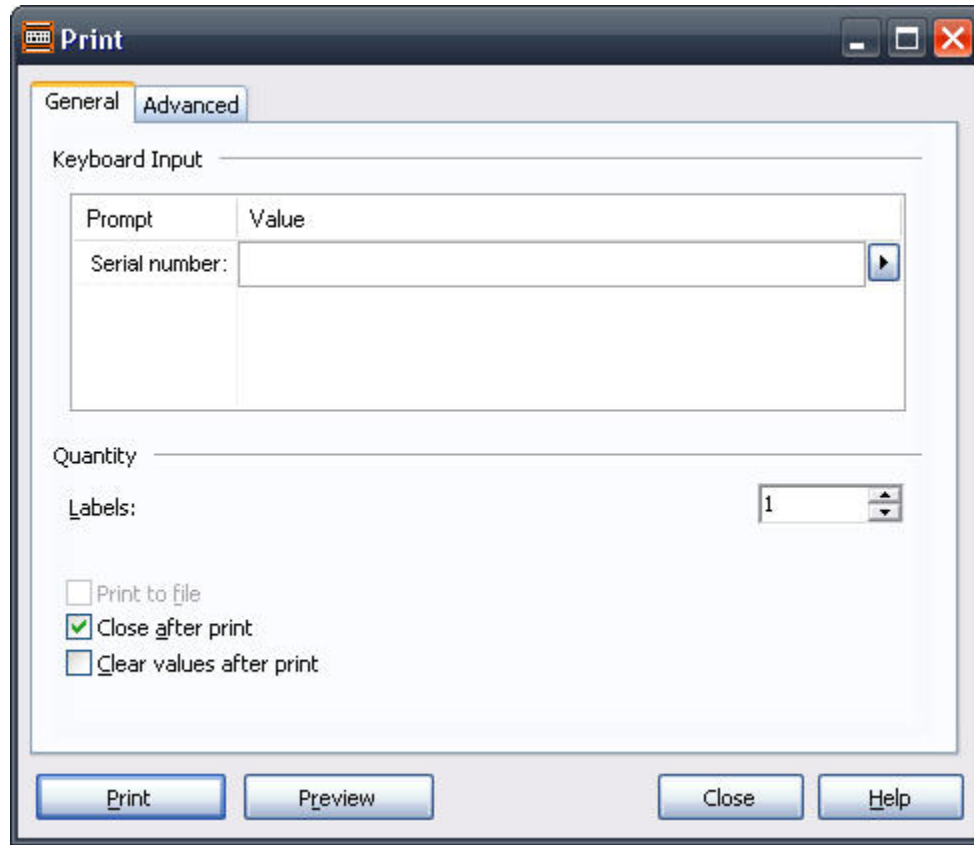 Print
General Advanced
Keyboard Input
Prompt Value
Serial number:
Quantity
Labels: 1
Print to file
Close after print
Clear values after print
Print Preview Close Help